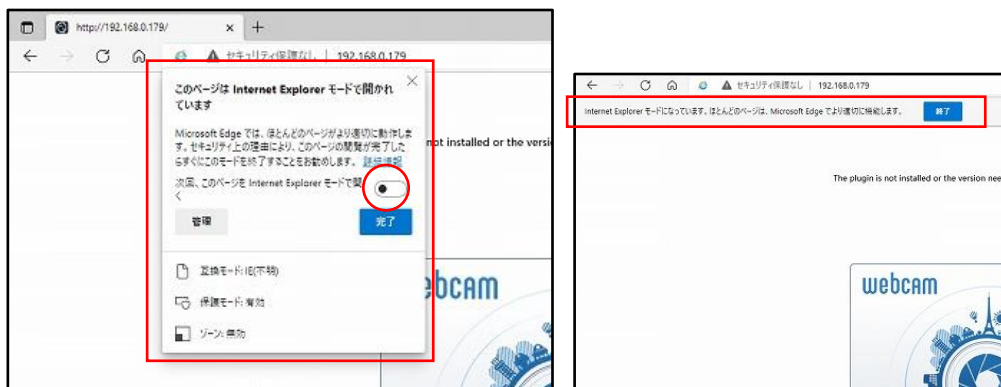 http://192.168.0.179/
セキュリティ保護なし | 192.168.0.179
このページは Internet Explorer モードで開かれ
ています
Microsoft Edge では、ほとんどのページがより適切に動作しま
す。セキュリティ上の理由により、このページの閲覧が完了した
らすぐにこのモードを終了することをお勧めします。 詳細情報
次回、このページを Internet Explorer モードで開
く
管理
完了
互換モード: IE(不明)
保護モード: 有効
ゾーン: 無効
not installed or the versi
webcam
セキュリティ保護なし | 192.168.0.179
Internet Explorer モードになっています。ほとんどのページは、Microsoft Edge でより適切に機能します。
終了
The plugin is not installed or the version nee
webcam